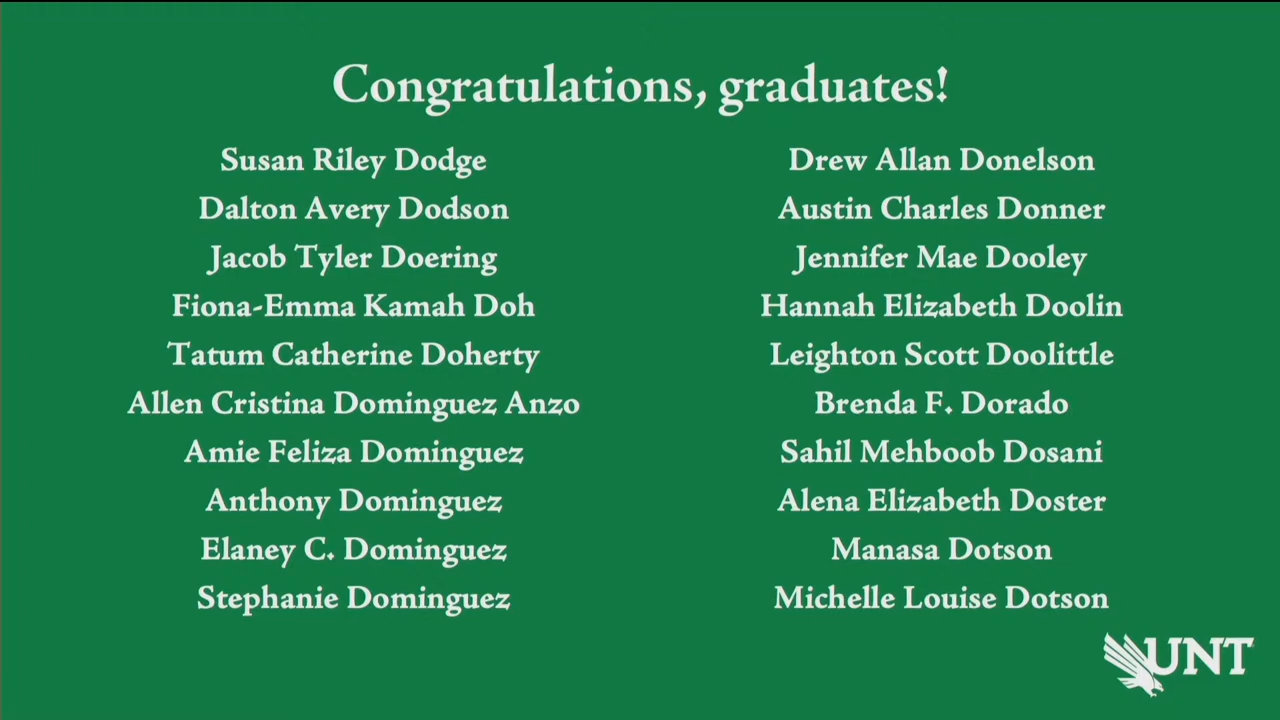 Congratulations, graduates!
Susan Riley Dodge
Dalton Avery Dodson
Jacob Tyler Doering
Fiona-Emma Kamah Doh
Tatum Catherine Doherty
Allen Cristina Dominguez Anzo
Amie Feliza Dominguez
Anthony Dominguez
Elaney C. Dominguez
Stephanie Dominguez
Drew Allan Donelson
Austin Charles Donner
Jennifer Mae Dooley
Hannah Elizabeth Doolin
Leighton Scott Doolittle
Brenda F. Dorado
Sahil Mehboob Dosani
Alena Elizabeth Doster
Manasa Dotson
Michelle Louise Dotson
UNT